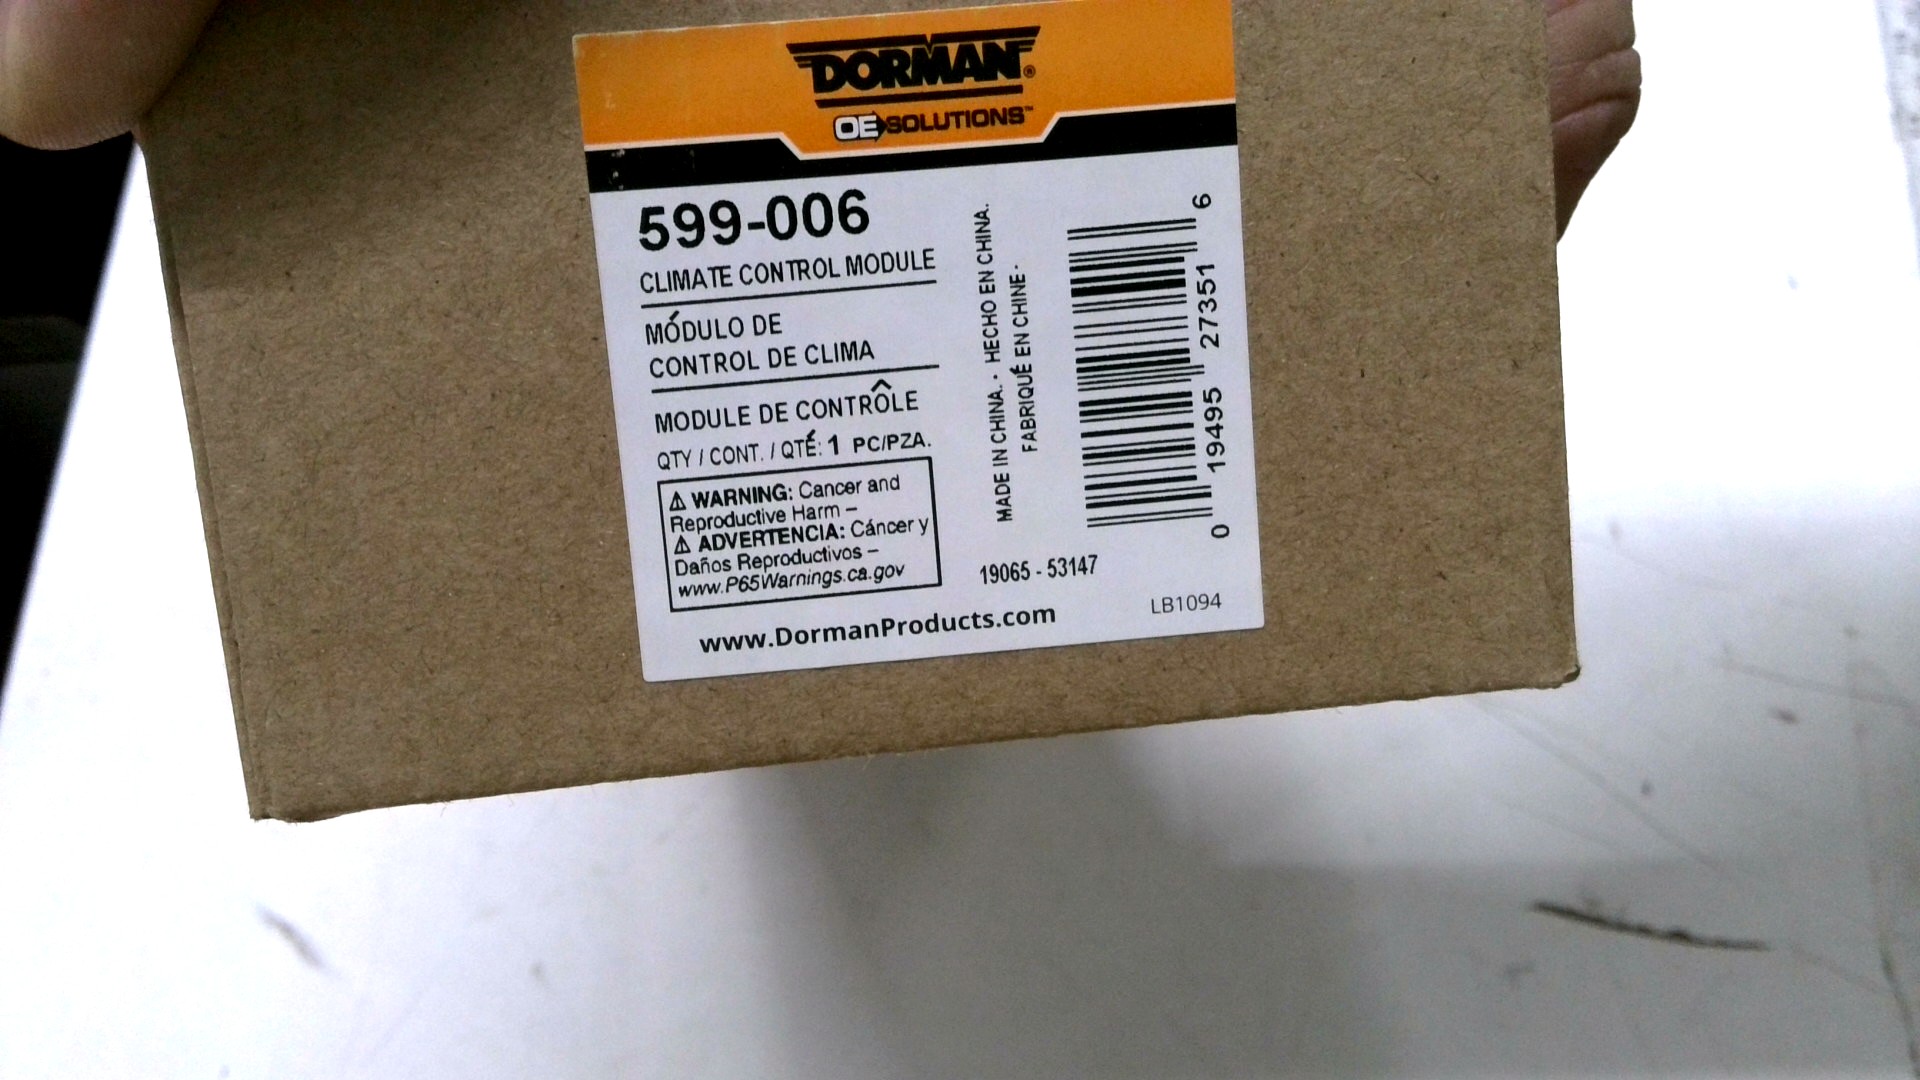 DORMAN®
OE SOLUTIONS™
599-006
CLIMATE CONTROL MODULE
MÓDULO DE
CONTROL DE CLIMA
MODULE DE CONTRÔLE
QTY / CONT. / QTÉ: 1 PC/PZA.
⚠ WARNING: Cancer and
Reproductive Harm –
⚠ ADVERTENCIA: Cáncer y
Daños Reproductivos –
www.P65Warnings.ca.gov
MADE IN CHINA. · HECHO EN CHINA.
FABRIQUÉ EN CHINE ·
0 19495 27351 6
19065 - 53147
www.DormanProducts.com
LB1094